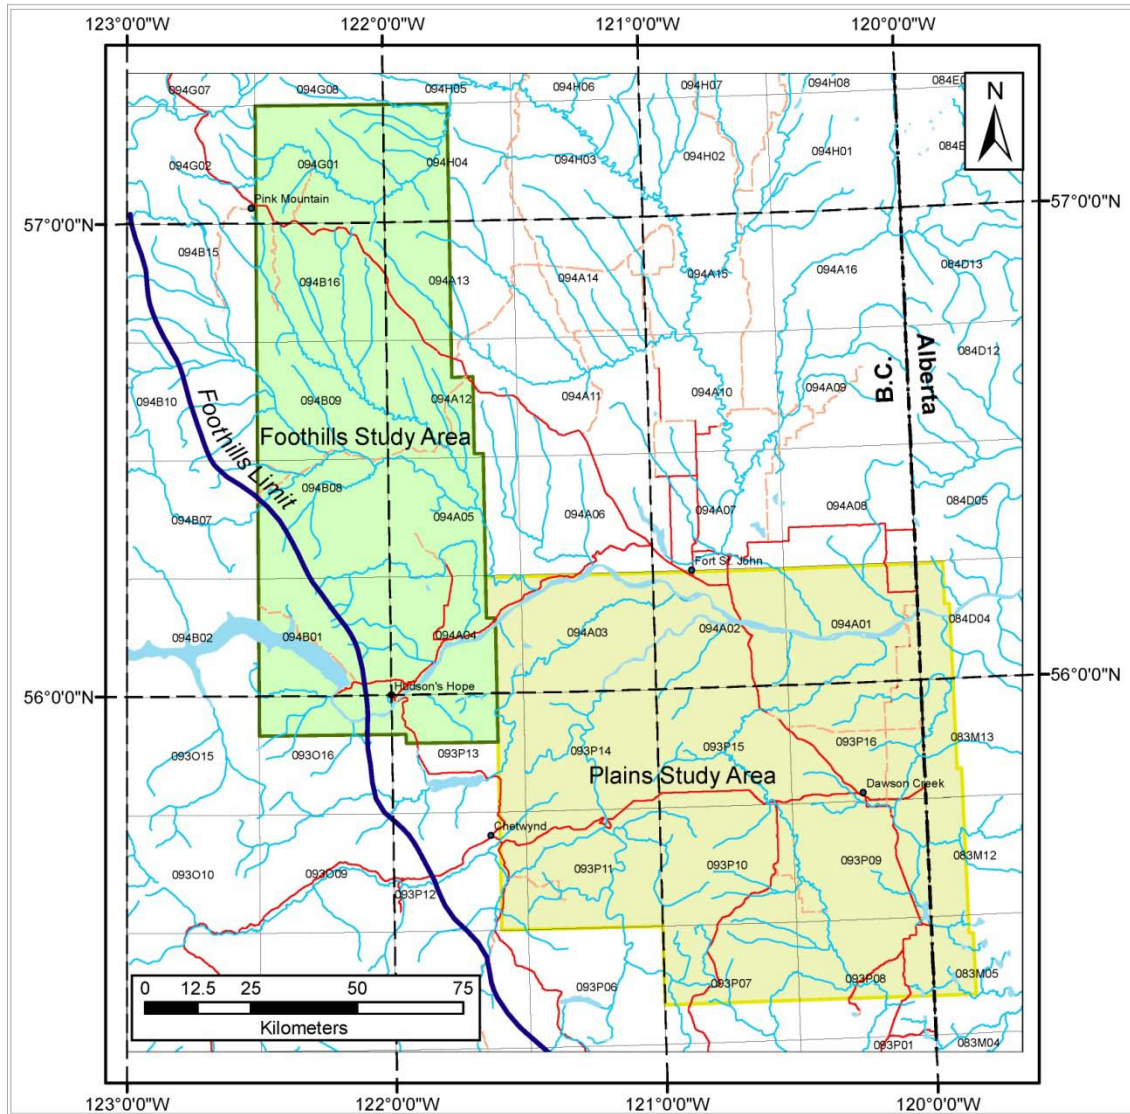 123°0'0"W 122°0'0"W 121°0'0"W 120°0'0"W
094G07 094G08 094H05 094H06 094H07 094H08
N
094G02 094G01 094H04 094H03 094H02 094H01
Pink Mountain
57°0'0"N 57°0'0"N
094B15 094B16 094A13 094A14 094A15 094A16 084D13
B.C.
Alberta
084D12
094B10 094B09 094A12 094A11 094A10 094A09
Foothills Limit
Foothills Study Area
094B07 094B08 094A05 094A06 094A07 094A08 084D05
Fort St. John
094B02 094B01 094A04 094A03 094A02 094A01 084D04
56°0'0"N Hudson's Hope 56°0'0"N
093O15 093O16 093P13 093P14 093P15 093P16 083M13
Plains Study Area
Dawson Creek
Chetwynd
093O10 093O09 093P12 093P11 093P10 093P09 083M12
093P06 093P07 093P08 083M05
0 12.5 25 50 75
Kilometers
093P01 083M04
123°0'0"W 122°0'0"W 121°0'0"W 120°0'0"W